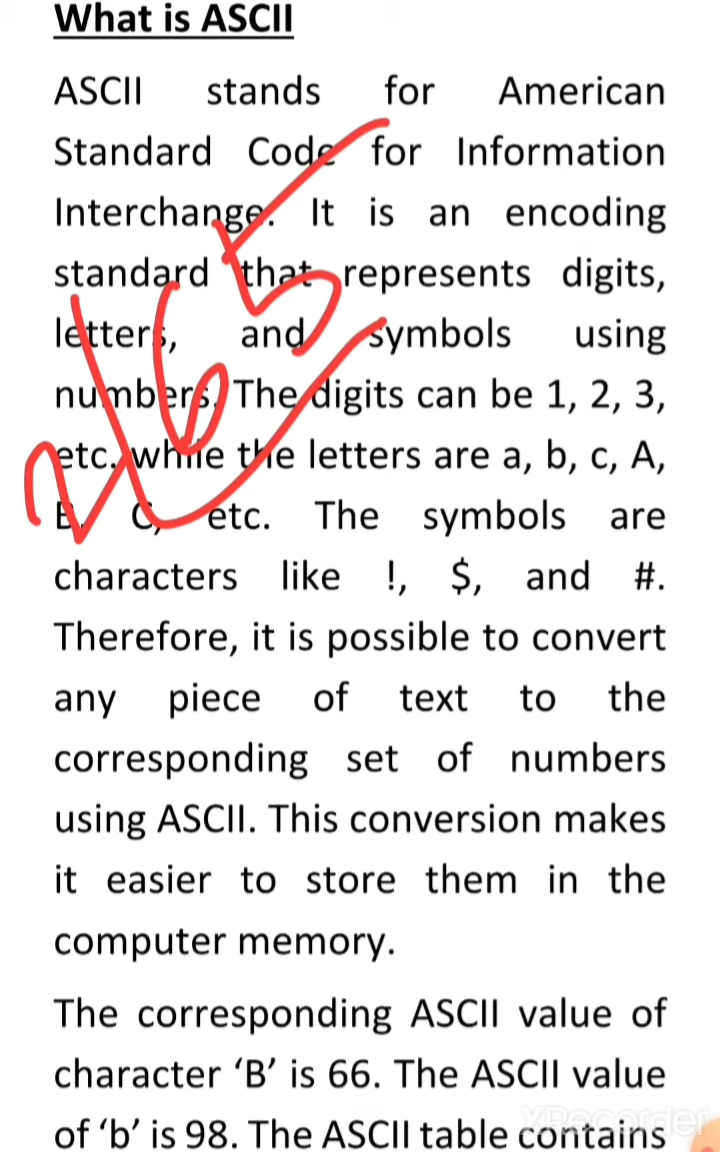 What is ASCII
ASCII stands for American
Standard Code for Information
Interchange. It is an encoding
standard that represents digits,
letters, and symbols using
numbers. The digits can be 1, 2, 3,
etc. while the letters are a, b, c, A,
B, C, etc. The symbols are
characters like !, $, and #.
Therefore, it is possible to convert
any piece of text to the
corresponding set of numbers
using ASCII. This conversion makes
it easier to store them in the
computer memory.
The corresponding ASCII value of
character ‘B’ is 66. The ASCII value
of ‘b’ is 98. The ASCII table contains
XRecorder
265